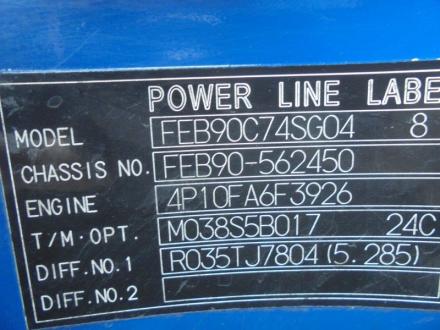 POWER LINE LABE
MODEL FEB90C74SG04 8
CHASSIS NO. FEB90-562450
ENGINE 4P10FA6F3926
T/M·OPT. M038S5B017 24C
DIFF.NO.1 R035TJ7804(5.285)
DIFF.NO.2